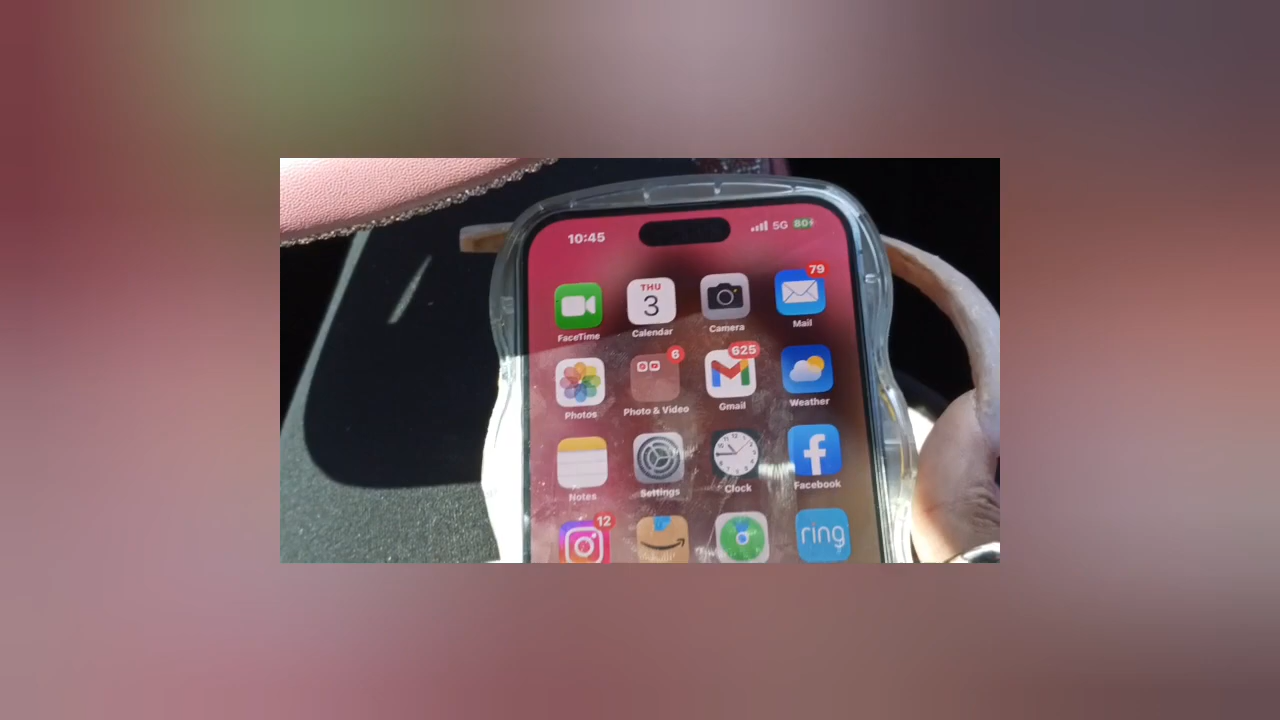 10:45 5G 80
THU
3
79
FaceTime Calendar Camera Mail
6 625
Photos Photo & Video Gmail Weather
Notes Settings Clock Facebook
12
ring